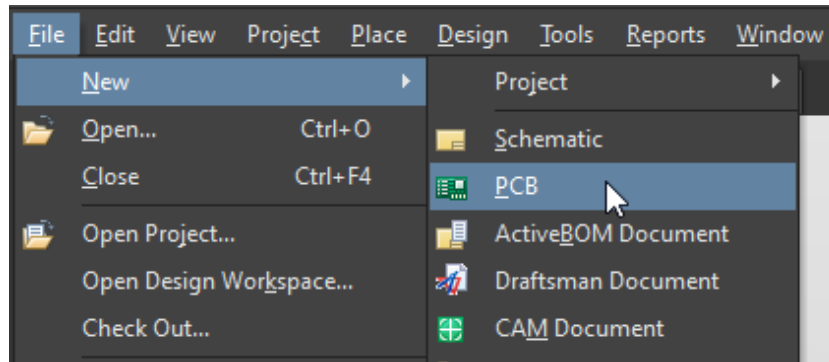 File Edit View Project Place Design Tools Reports Window
New
Open... Ctrl+O
Close Ctrl+F4
Open Project...
Open Design Workspace...
Check Out...
Project
Schematic
PCB
ActiveBOM Document
Draftsman Document
CAM Document